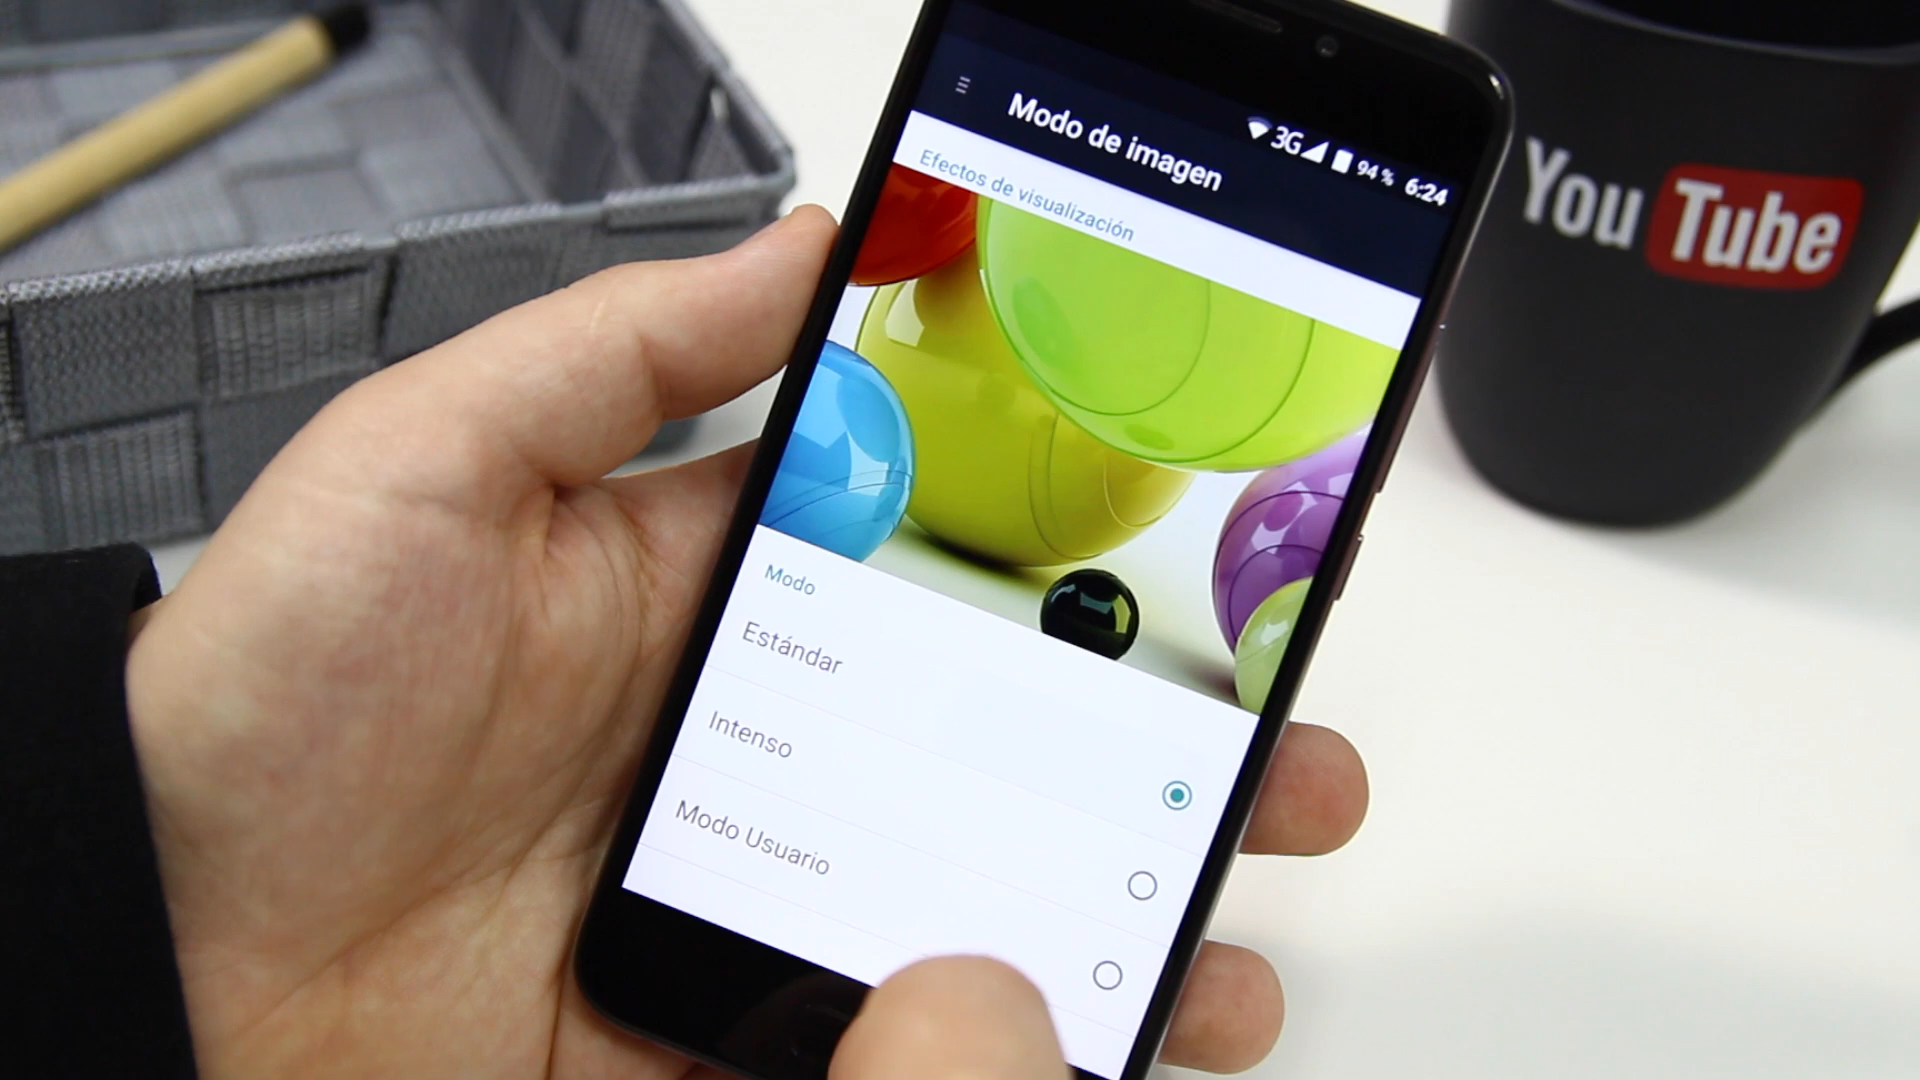 3G 94 % 6:24
Modo de imagen
Efectos de visualización
Modo
Estándar
Intenso
Modo Usuario
YouTube